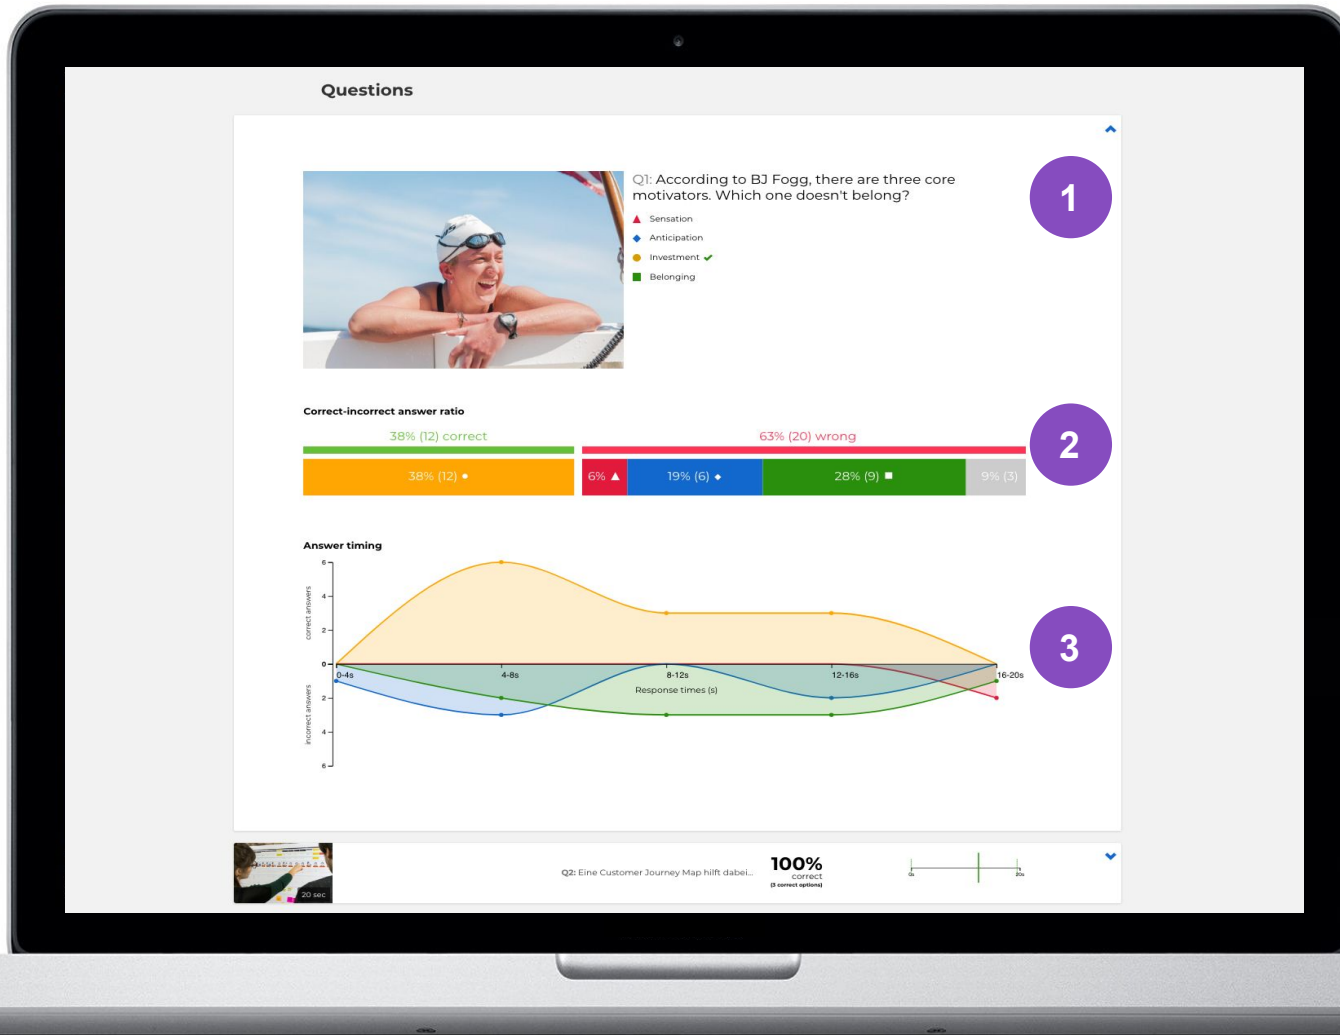 Questions
Q1: According to BJ Fogg, there are three core
motivators. Which one doesn't belong?
Sensation
Anticipation
Investment
Belonging
1
Correct-incorrect answer ratio
38% (12) correct
63% (20) wrong
38% (12)
6%
19% (6)
28% (9)
9% (3)
2
Answer timing
6
4
2
0
2
4
6
correct answers
incorrect answers
0-4s
4-8s
8-12s
12-16s
16-20s
Response times (s)
3
20 sec
Q2: Eine Customer Journey Map hilft dabei...
100%
correct
(3 correct options)
0s
20s